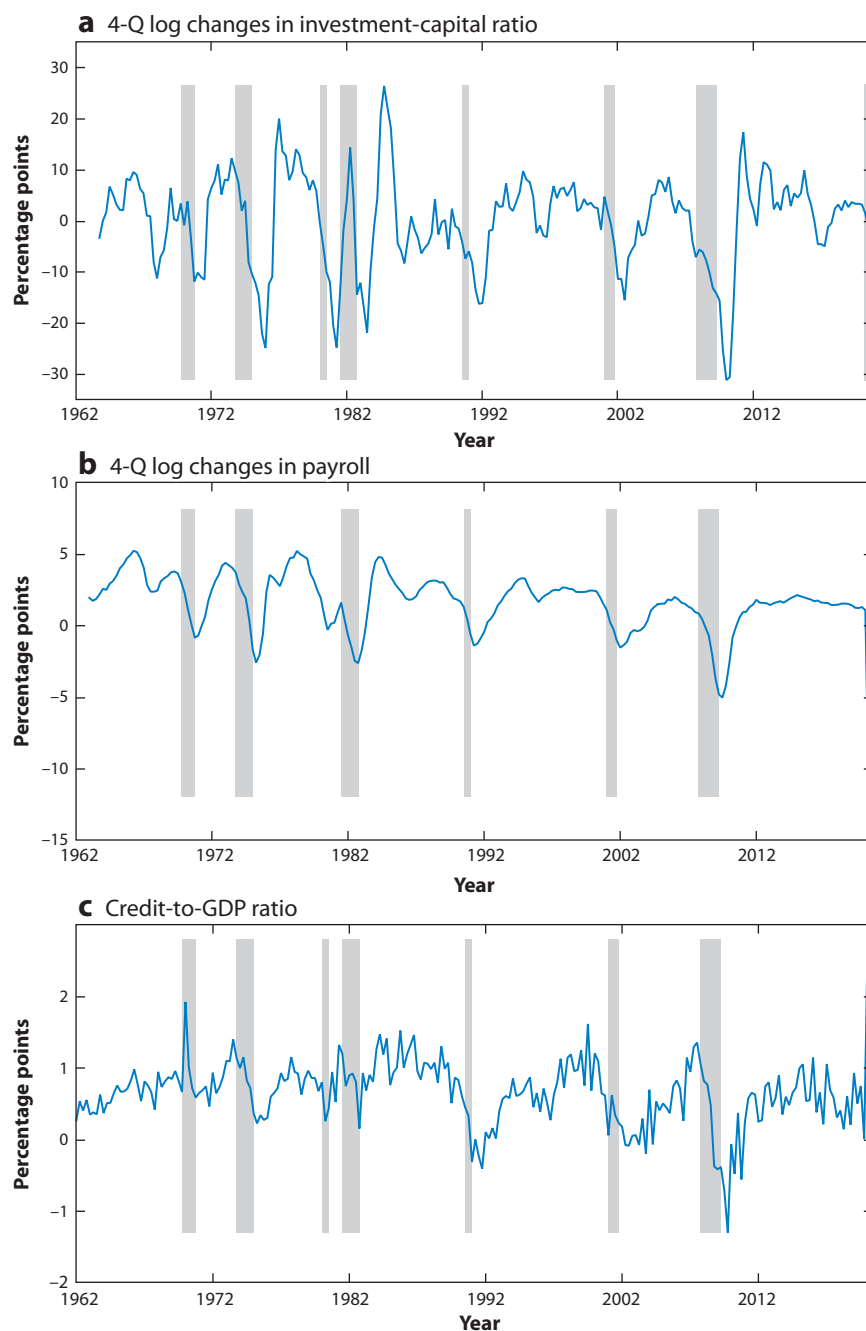 a 4-Q log changes in investment-capital ratio
Percentage points
30
20
10
0
−10
−20
−30
1962 1972 1982 1992 2002 2012
Year
b 4-Q log changes in payroll
Percentage points
10
5
0
−5
−10
−15
1962 1972 1982 1992 2002 2012
Year
c Credit-to-GDP ratio
Percentage points
2
1
0
−1
−2
1962 1972 1982 1992 2002 2012
Year